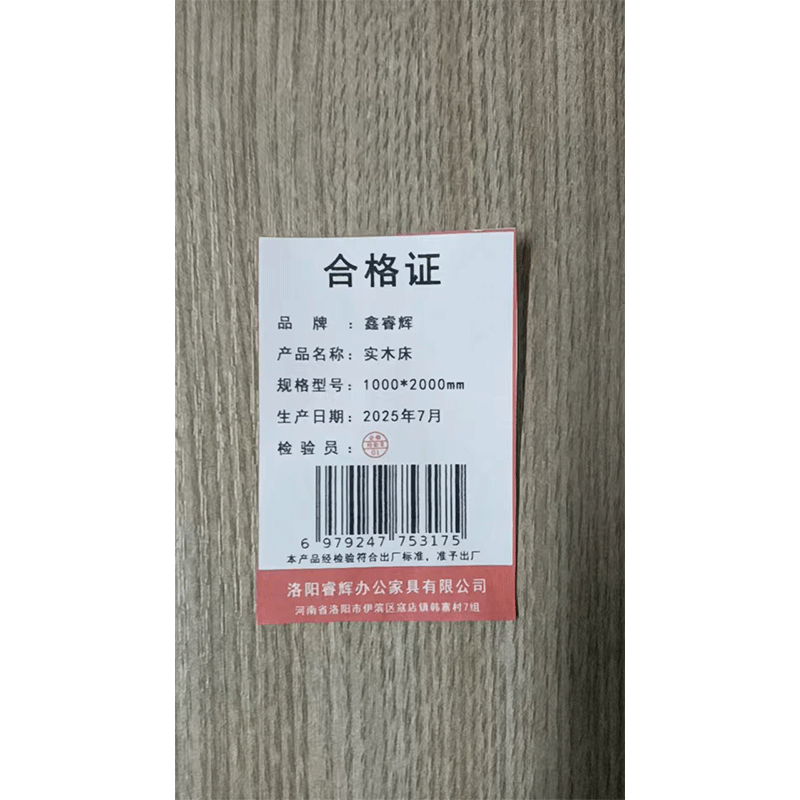 合格证
品 牌 ：鑫睿辉
产品名称：实木床
规格型号：1000*2000mm
生产日期：2025年7月
检 验 员 ：
01
6 979247 753175
本产品经检验符合出厂标准，准予出厂
洛阳睿辉办公家具有限公司
河南省洛阳市伊滨区寇店镇韩寨村7组